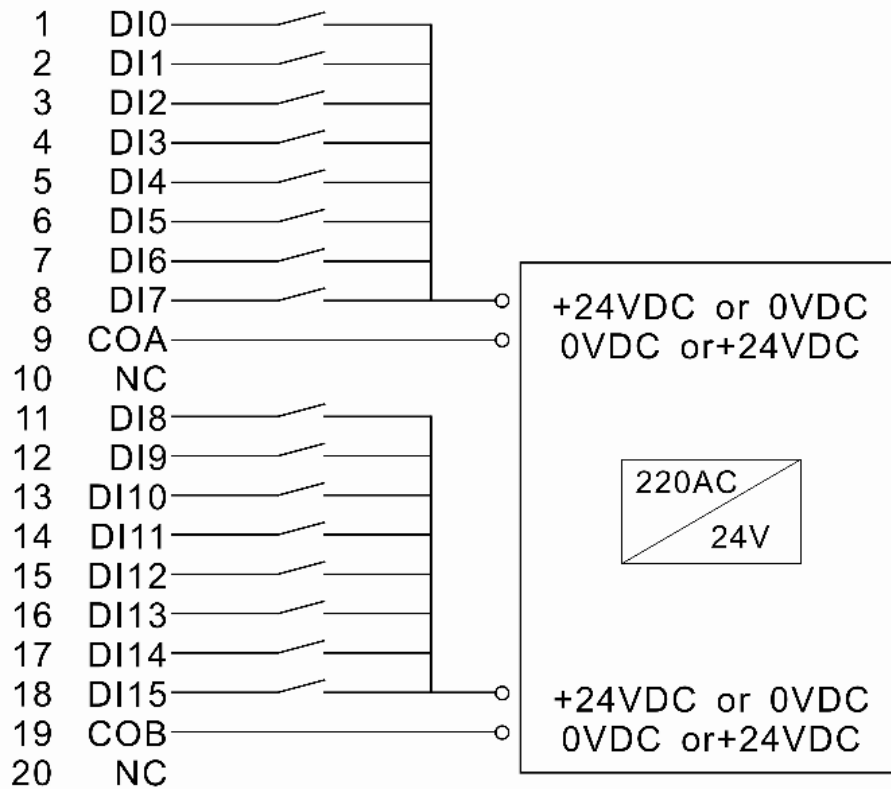 1 DI0
2 DI1
3 DI2
4 DI3
5 DI4
6 DI5
7 DI6
8 DI7
9 COA
10 NC
11 DI8
12 DI9
13 DI10
14 DI11
15 DI12
16 DI13
17 DI14
18 DI15
19 COB
20 NC
+24VDC or 0VDC
0VDC or+24VDC
220AC
24V
+24VDC or 0VDC
0VDC or+24VDC